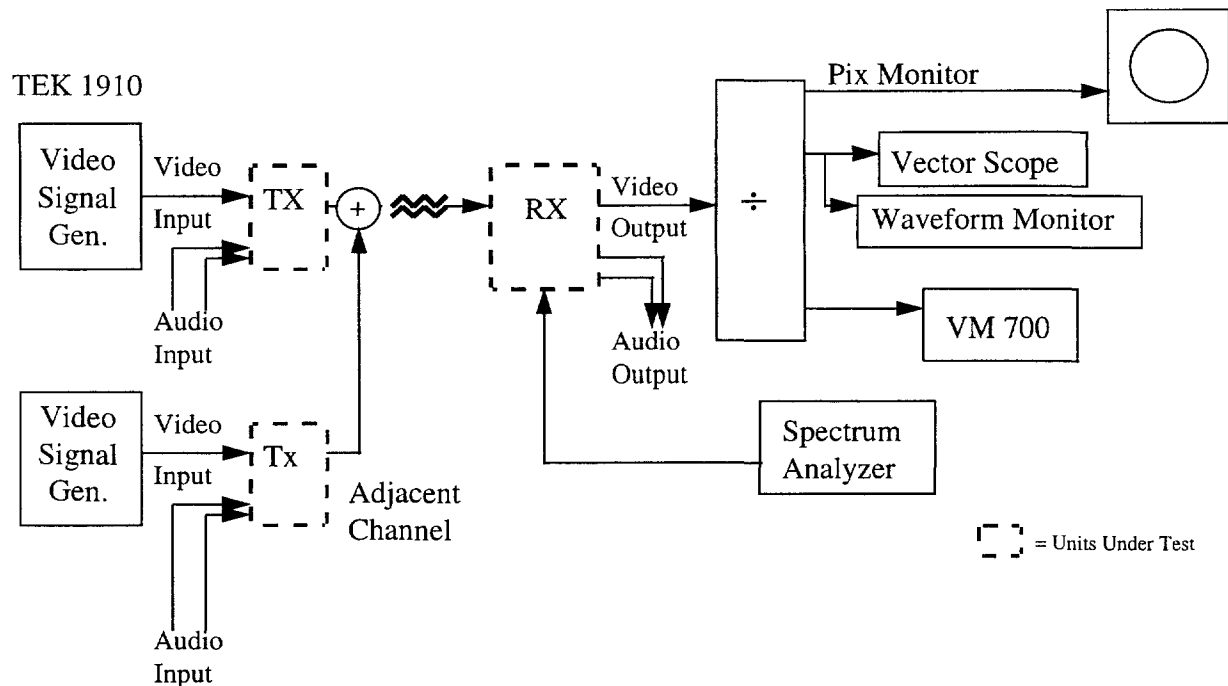 TEK 1910
Video
Signal
Gen.
Video
Input
TX
+
Audio
Input
RX
Video
Output
Audio
Output
÷
Pix Monitor
Vector Scope
Waveform Monitor
VM 700
Video
Signal
Gen.
Video
Input
Tx
Adjacent
Channel
Audio
Input
Spectrum
Analyzer
= Units Under Test